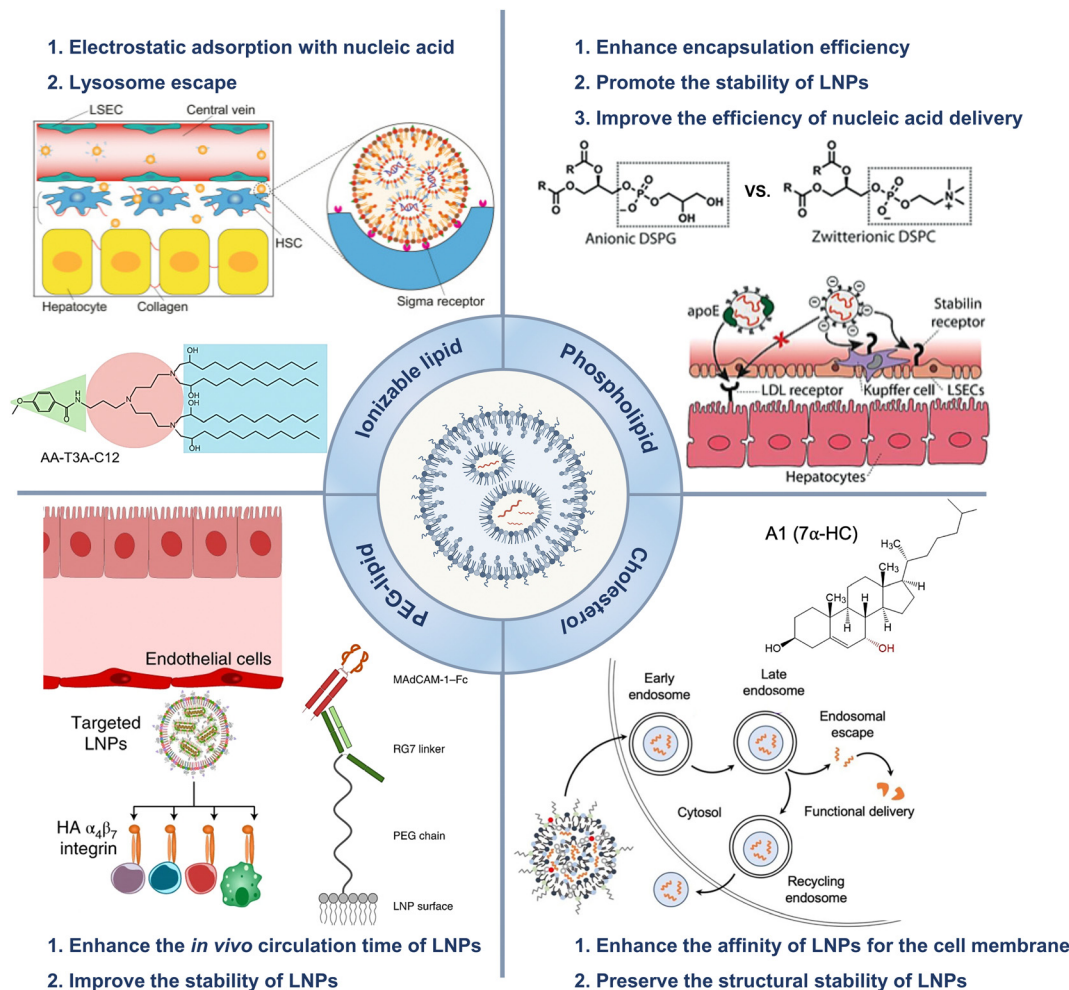 1. Electrostatic adsorption with nucleic acid
2. Lysosome escape
LSEC
Central vein
HSC
Hepatocyte
Collagen
Sigma receptor
OH
OH
N
H
N
O
O
N
N
N
OH
OH
OH
AA-T3A-C12
1. Enhance encapsulation efficiency
2. Promote the stability of LNPs
3. Improve the efficiency of nucleic acid delivery
Anionic DSPG
VS.
Zwitterionic DSPC
apoE
Stabilin
receptor
LDL receptor
Kupffer cell
LSECs
Hepatocytes
Ionizable lipid
Phospholipid
PEG-lipid
Cholesterol
Endothelial cells
Targeted
LNPs
HA α4β7
integrin
MAdCAM-1–Fc
RG7 linker
PEG chain
LNP surface
1. Enhance the in vivo circulation time of LNPs
2. Improve the stability of LNPs
A1 (7α-HC)
CH3
CH3
H
H
H
H
HO
OH
Early
endosome
Late
endosome
Endosomal
escape
Cytosol
Functional delivery
Recycling
endosome
1. Enhance the affinity of LNPs for the cell membrane
2. Preserve the structural stability of LNPs